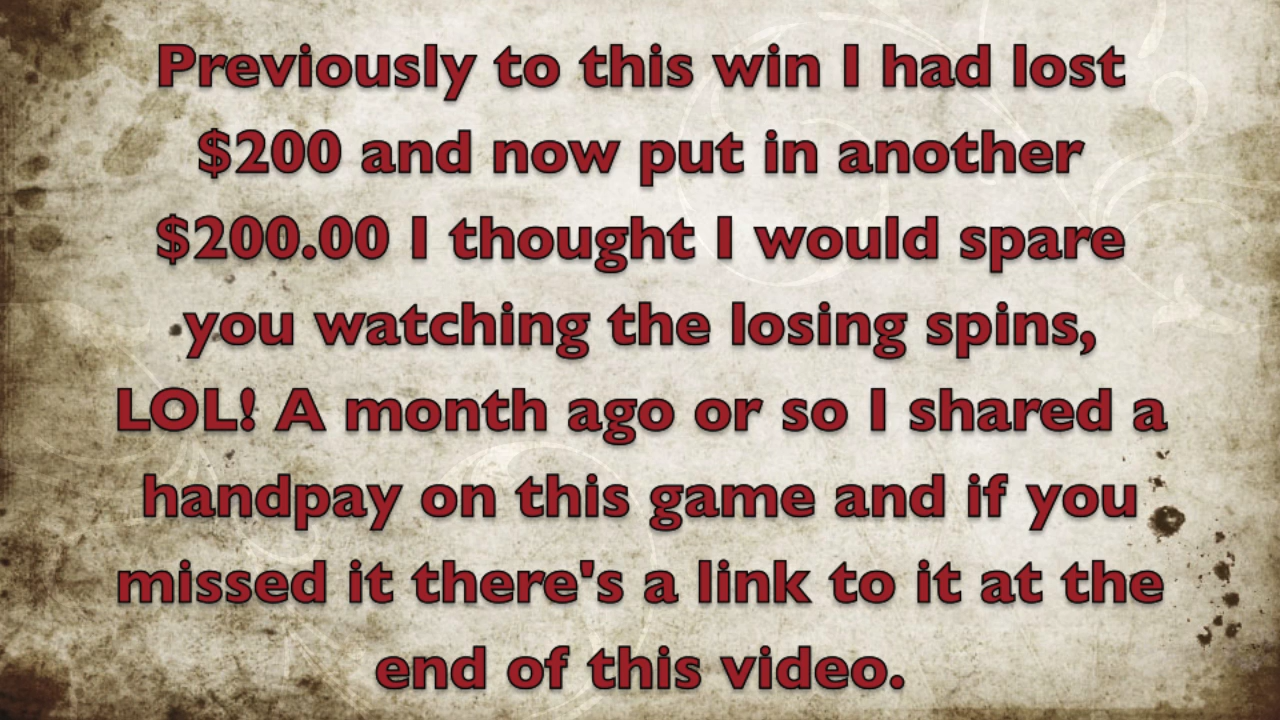 Previously to this win I had lost
$200 and now put in another
$200.00 I thought I would spare
you watching the losing spins,
LOL! A month ago or so I shared a
handpay on this game and if you
missed it there's a link to it at the
end of this video.